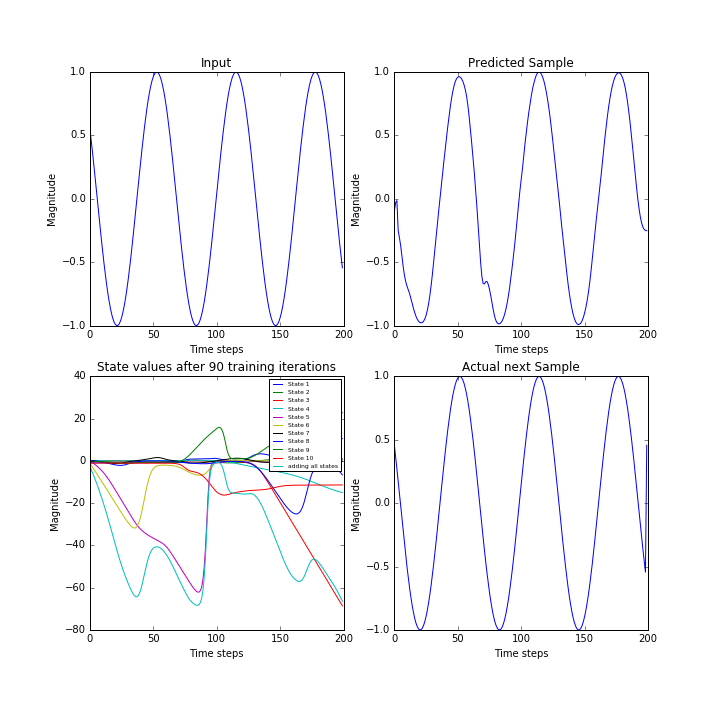 Input
1.0
0.5
0.0
−0.5
−1.0
Magnitude
0
50
100
150
200
Time steps
Predicted Sample
1.0
0.5
0.0
−0.5
−1.0
Magnitude
0
50
100
150
200
Time steps
State values after 90 training iterations
40
20
0
−20
−40
−60
−80
Magnitude
0
50
100
150
200
Time steps
State 1
State 2
State 3
State 4
State 5
State 6
State 7
State 8
State 9
State 10
adding all states
Actual next Sample
1.0
0.5
0.0
−0.5
−1.0
Magnitude
0
50
100
150
200
Time steps